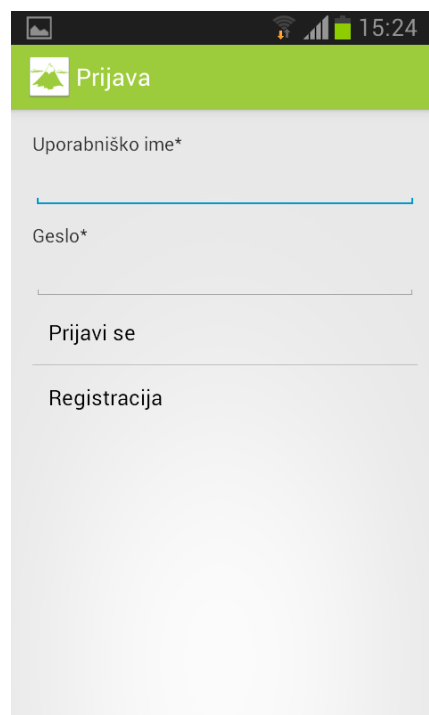 15:24
Prijava
Uporabniško ime*
Geslo*
Prijavi se
Registracija